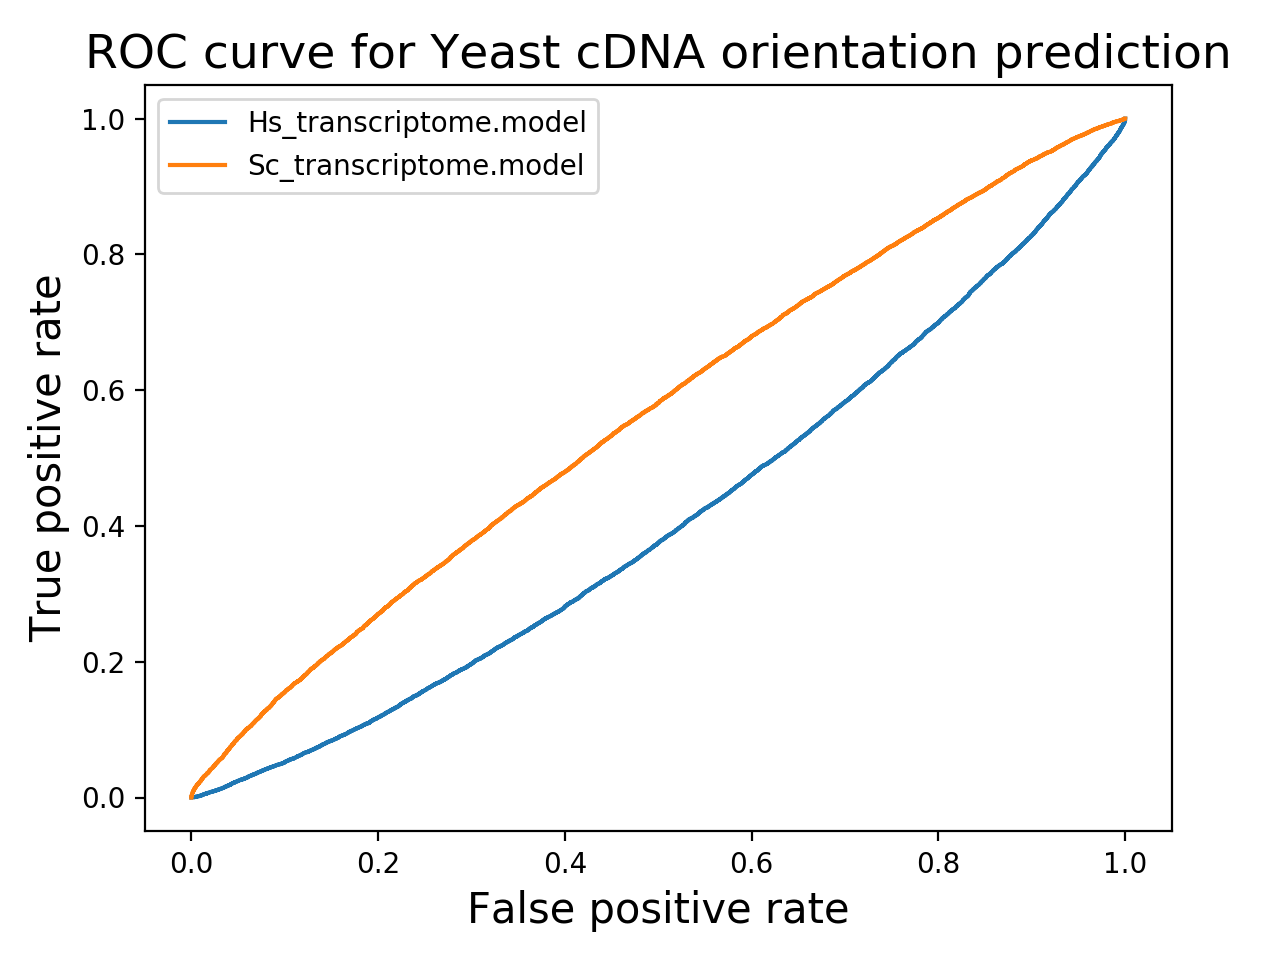 ROC curve for Yeast cDNA orientation prediction
Hs_transcriptome.model
Sc_transcriptome.model
1.0
0.8
0.6
0.4
0.2
0.0
True positive rate
0.0 0.2 0.4 0.6 0.8 1.0
False positive rate